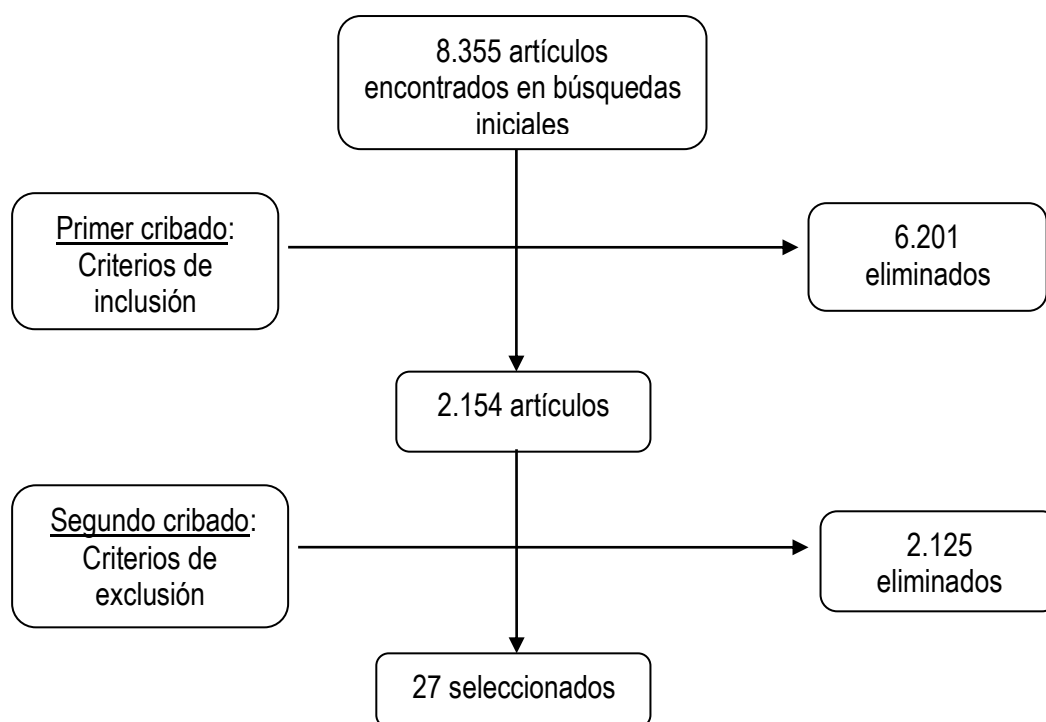 8.355 artículos
encontrados en búsquedas
iniciales
Primer cribado:
Criterios de
inclusión
6.201
eliminados
2.154 artículos
Segundo cribado:
Criterios de
exclusión
2.125
eliminados
27 seleccionados